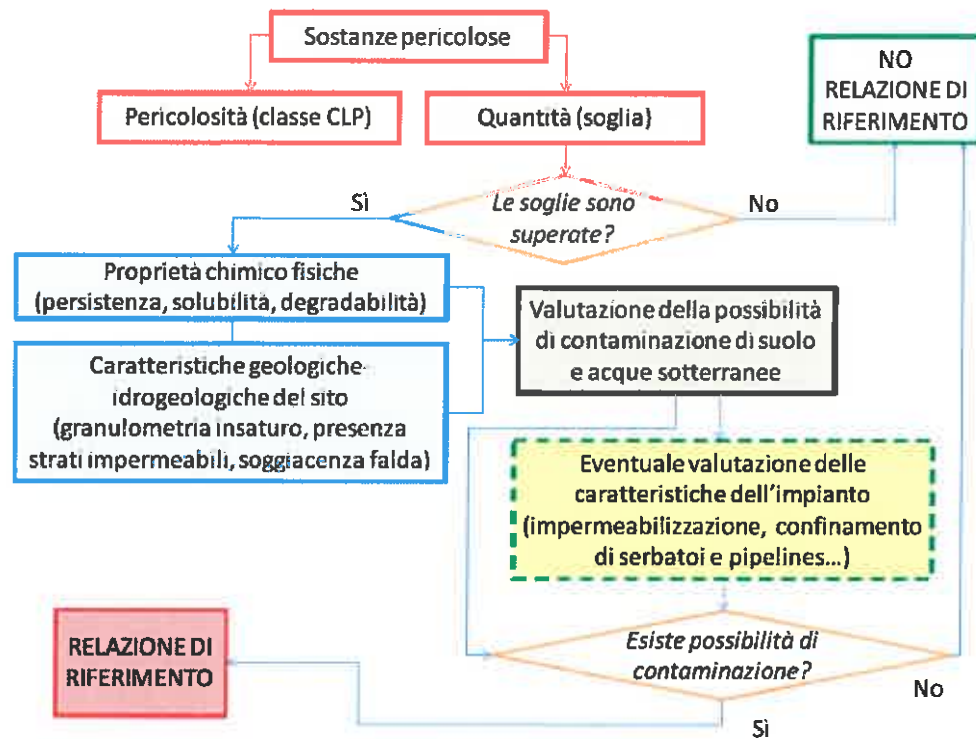 Sostanze pericolose
NO
RELAZIONE DI
RIFERIMENTO
Pericolosità (classe CLP)
Quantità (soglia)
Sì
Le soglie sono
superate?
No
Proprietà chimico fisiche
(persistenza, solubilità, degradabilità)
Valutazione della possibilità
di contaminazione di suolo
e acque sotterranee
Caratteristiche geologiche-
idrogeologiche del sito
(granulometria insaturo, presenza
strati impermeabili, soggiacenza falda)
Eventuale valutazione delle
caratteristiche dell'impianto
(impermeabilizzazione, confinamento
di serbatoi e pipelines...)
RELAZIONE DI
RIFERIMENTO
Esiste possibilità di
contaminazione?
No
Sì